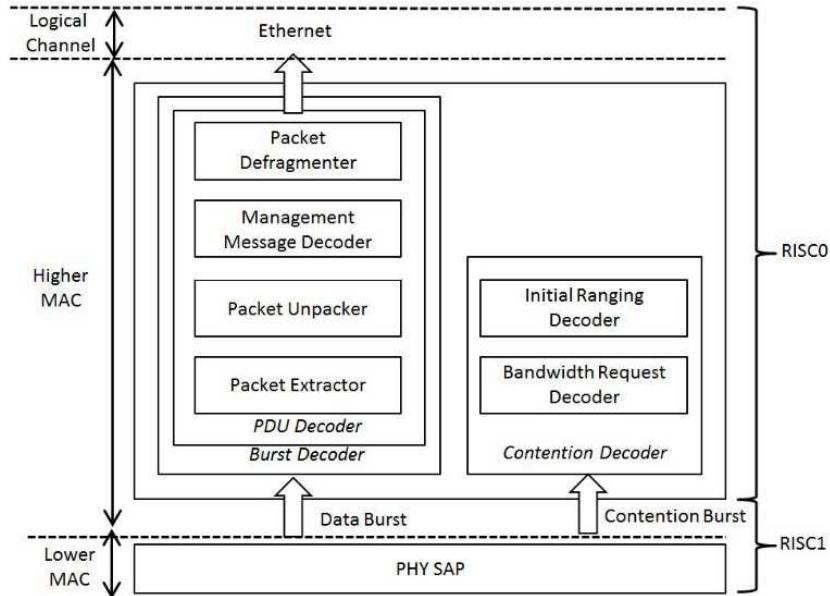 Logical
Channel
Ethernet
Packet
Defragmenter
Management
Message Decoder
Packet Unpacker
Packet Extractor
PDU Decoder
Burst Decoder
Initial Ranging
Decoder
Bandwidth Request
Decoder
Contention Decoder
Higher
MAC
RISC0
Data Burst
Contention Burst
Lower
MAC
PHY SAP
RISC1